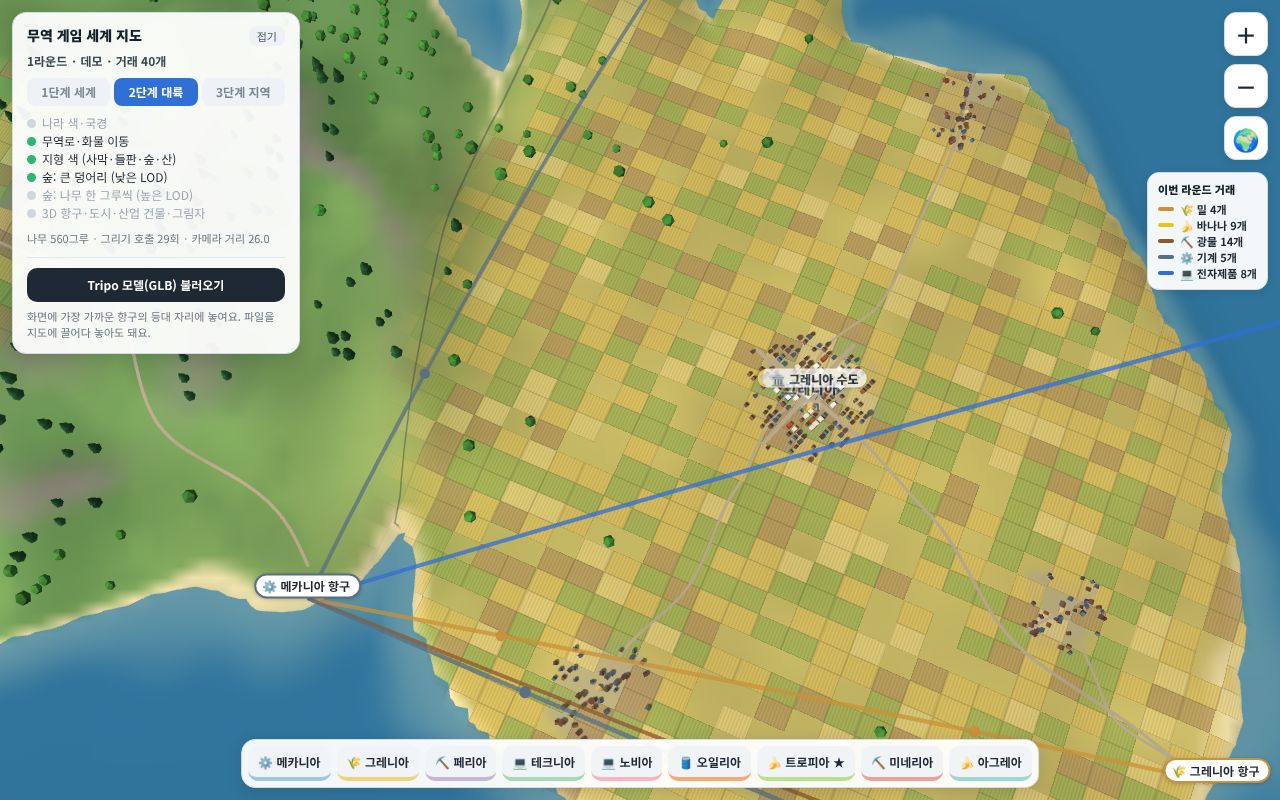 무역 게임 세계 지도
접기
1라운드 · 데모 · 거래 40개
1단계 세계
2단계 대륙
3단계 지역
나라 색·국경
무역로·화물 이동
지형 색 (사막·들판·숲·산)
숲: 큰 덩어리 (낮은 LOD)
숲: 나무 한 그루씩 (높은 LOD)
3D 항구·도시·산업 건물·그림자
나무 560그루 · 그리기 호출 29회 · 카메라 거리 26.0
Tripo 모델(GLB) 불러오기
화면에 가장 가까운 항구의 등대 자리에 놓여요. 파일을
지도에 끌어다 놓아도 돼요.
+
−
이번 라운드 거래
밀 4개
바나나 9개
광물 14개
기계 5개
전자제품 8개
그레니아 수도
그레니아
메카니아 항구
그레니아 항구
메카니아
그레니아
페리아
테크니아
노비아
오일리아
트로피아 ★
미네리아
아그레아